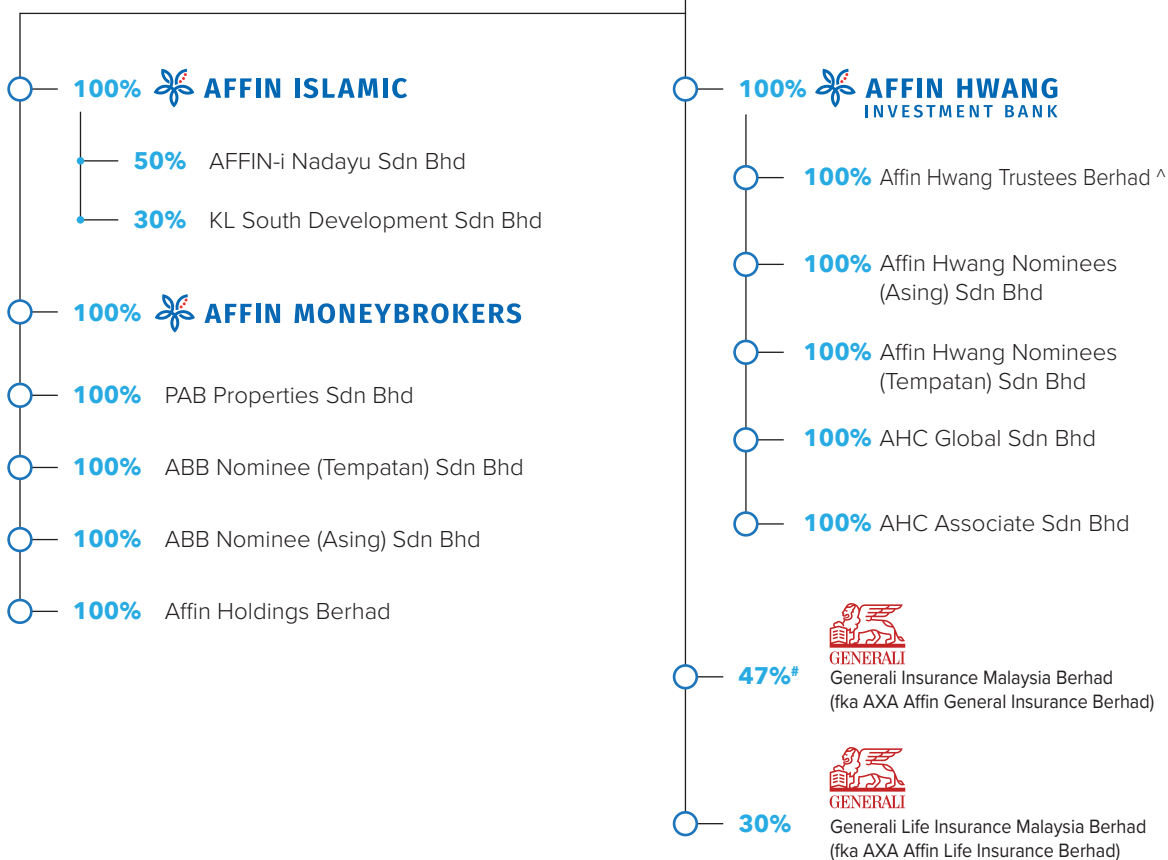 100% AFFIN ISLAMIC
50% AFFIN-i Nadayu Sdn Bhd
30% KL South Development Sdn Bhd
100% AFFIN MONEYBROKERS
100% PAB Properties Sdn Bhd
100% ABB Nominee (Tempatan) Sdn Bhd
100% ABB Nominee (Asing) Sdn Bhd
100% Affin Holdings Berhad
100% AFFIN HWANG
INVESTMENT BANK
100% Affin Hwang Trustees Berhad ^
100% Affin Hwang Nominees
(Asing) Sdn Bhd
100% Affin Hwang Nominees
(Tempatan) Sdn Bhd
100% AHC Global Sdn Bhd
100% AHC Associate Sdn Bhd
GENERALI
47%# Generali Insurance Malaysia Berhad
(fka AXA Affin General Insurance Berhad)
GENERALI
30% Generali Life Insurance Malaysia Berhad
(fka AXA Affin Life Insurance Berhad)